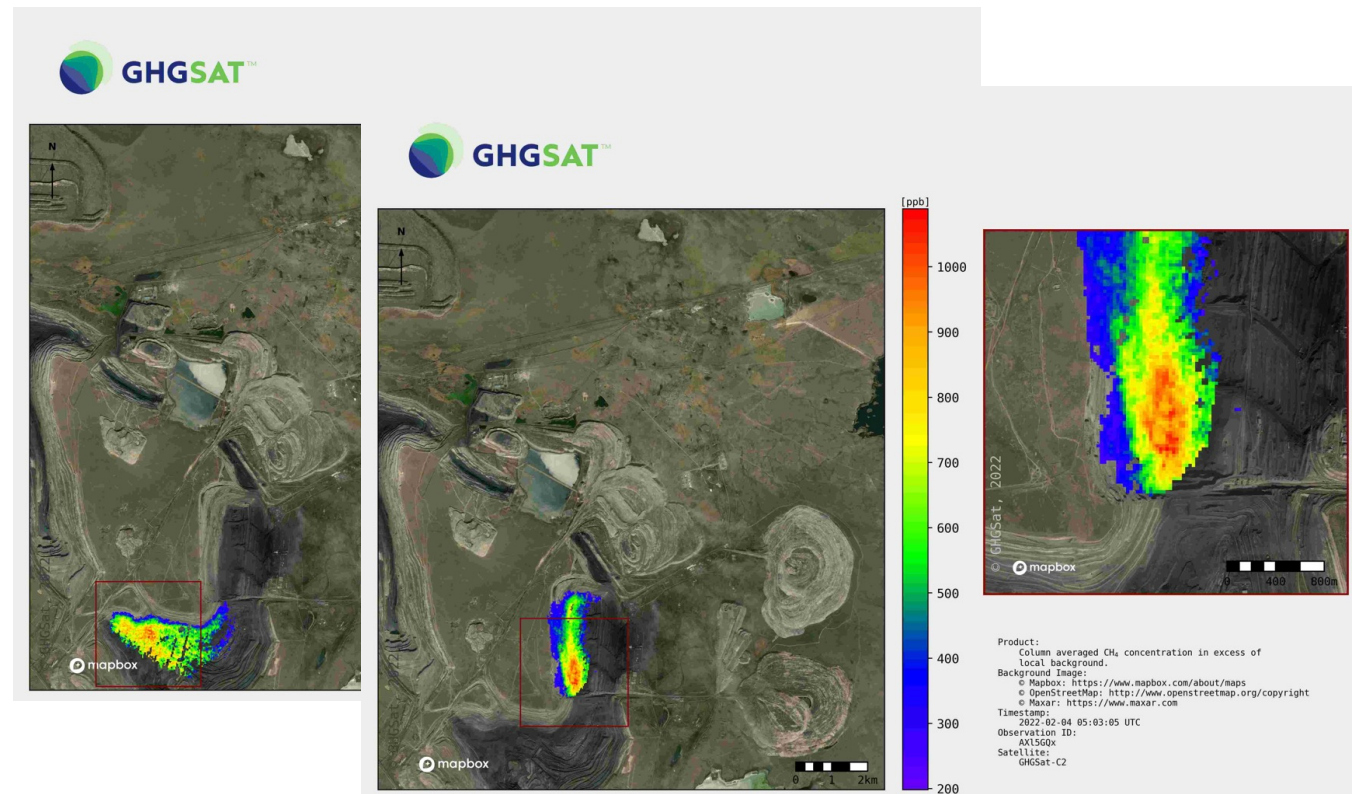 GHGSAT™
N
mapbox
GHGSAT™
N
mapbox
0 1 2km
[ppb]
1000
900
800
700
600
500
400
300
200
© GHGSat, 2022
mapbox
0 400 800m
Product:
Column averaged CH₄ concentration in excess of
local background.
Background Image:
© Mapbox: https://www.mapbox.com/about/maps
© OpenStreetMap: http://www.openstreetmap.org/copyright
© Maxar: https://www.maxar.com
Timestamp:
2022-02-04 05:03:05 UTC
Observation ID:
AXl5GQx
Satellite:
GHGSat-C2